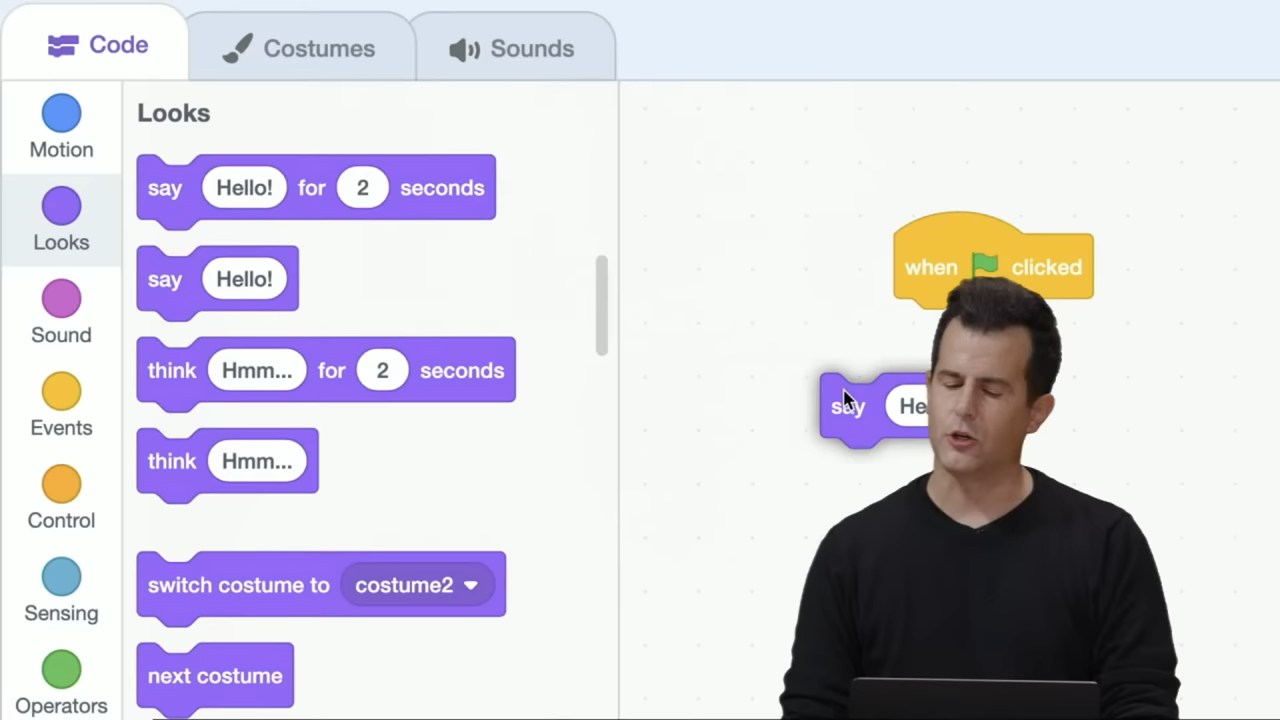 Code
Costumes
Sounds
Motion
Looks
Sound
Events
Control
Sensing
Operators
Looks
say Hello! for 2 seconds
say Hello!
think Hmm... for 2 seconds
think Hmm...
switch costume to costume2
next costume
when clicked
say He